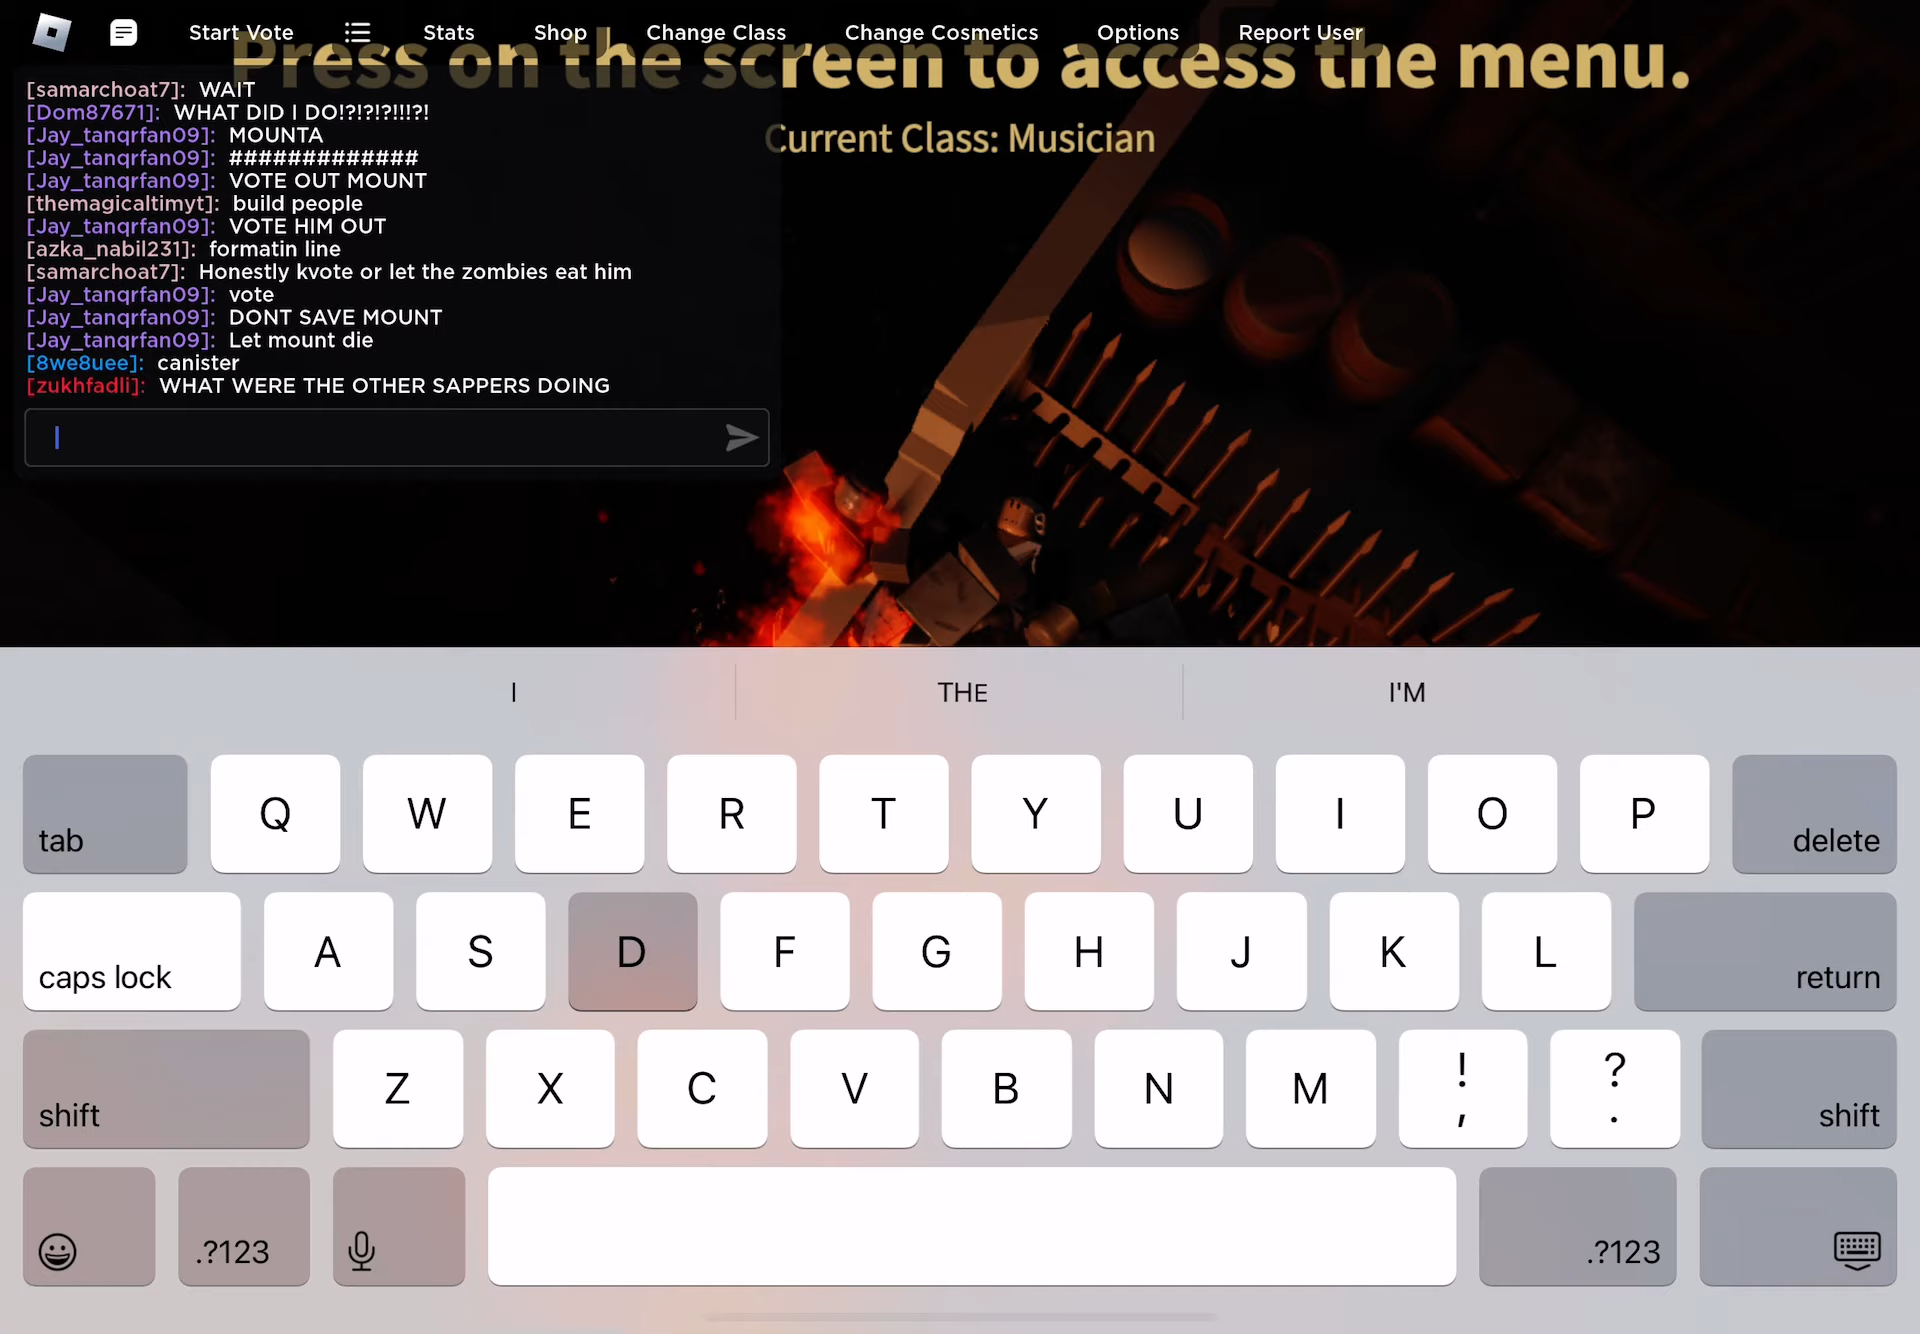 Start Vote Stats Shop Change Class Change Cosmetics Options Report User
Press on the screen to access the menu.
Current Class: Musician
[samarchoat7]: WAIT
[Dom87671]: WHAT DID I DO!?!?!?!!!?!
[Jay_tanqrfan09]: MOUNTA
[Jay_tanqrfan09]: #############
[Jay_tanqrfan09]: VOTE OUT MOUNT
[themagicaltimyt]: build people
[Jay_tanqrfan09]: VOTE HIM OUT
[azka_nabil231]: formatin line
[samarchoat7]: Honestly kvote or let the zombies eat him
[Jay_tanqrfan09]: vote
[Jay_tanqrfan09]: DONT SAVE MOUNT
[Jay_tanqrfan09]: Let mount die
[8we8uee]: canister
[zukhfadli]: WHAT WERE THE OTHER SAPPERS DOING
I THE I'M
tab Q W E R T Y U I O P delete
caps lock A S D F G H J K L return
shift Z X C V B N M ! , ? . shift
.?123 .?123